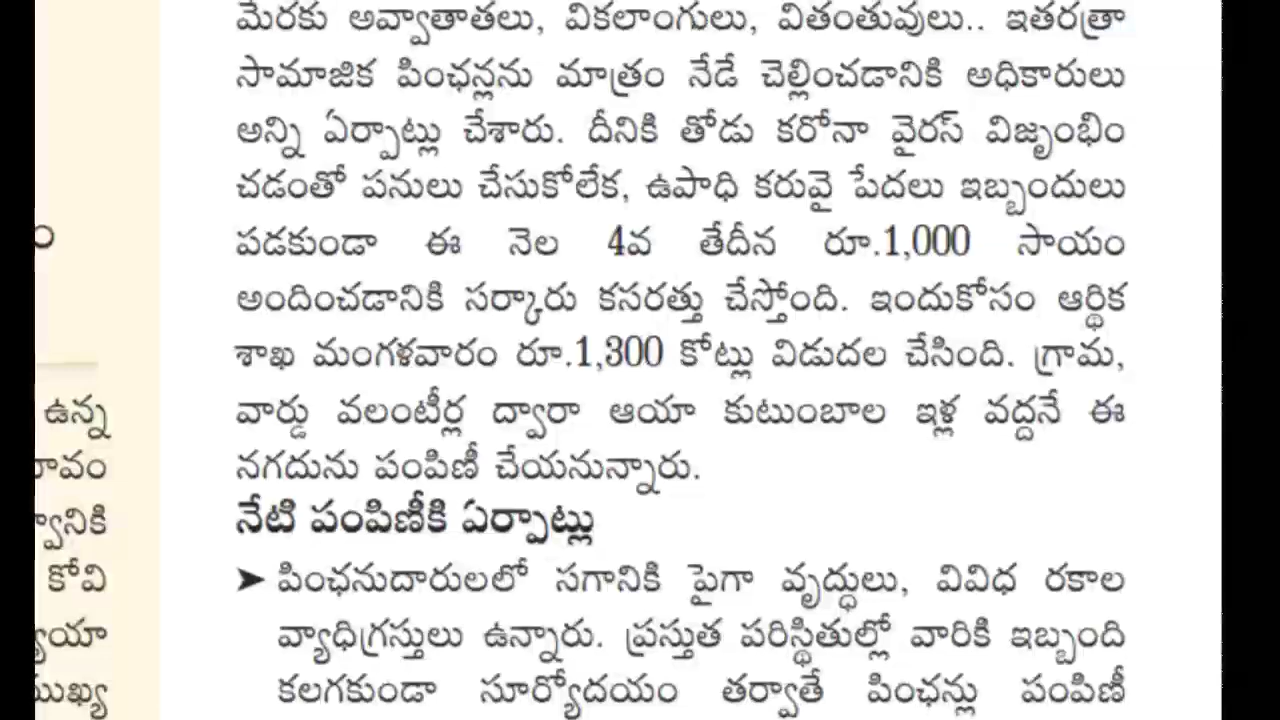 మేరకు అవ్వాతాతలు, వికలాంగులు, వితంతువులు.. ఇతరత్రా
సామాజిక పింఛన్లను మాత్రం నేడే చెల్లించడానికి అధికారులు
అన్ని ఏర్పాట్లు చేశారు. దీనికి తోడు కరోనా వైరస్ విజృంభిం
చడంతో పనులు చేసుకోలేక, ఉపాధి కరువై పేదలు ఇబ్బందులు
పడకుండా ఈ నెల 4వ తేదీన రూ.1,000 సాయం
అందించడానికి సర్కారు కసరత్తు చేస్తోంది. ఇందుకోసం ఆర్థిక
శాఖ మంగళవారం రూ.1,300 కోట్లు విడుదల చేసింది. గ్రామ,
వార్డు వలంటీర్ల ద్వారా ఆయా కుటుంబాల ఇళ్ల వద్దనే ఈ
నగదును పంపిణీ చేయనున్నారు.
నేటి పంపిణీకి ఏర్పాట్లు
➤ పింఛనుదారులలో సగానికి పైగా వృద్ధులు, వివిధ రకాల
వ్యాధిగ్రస్తులు ఉన్నారు. ప్రస్తుత పరిస్థితుల్లో వారికి ఇబ్బంది
కలగకుండా సూర్యోదయం తర్వాతే పింఛన్లు పంపిణీ
ఉన్న
కోవి